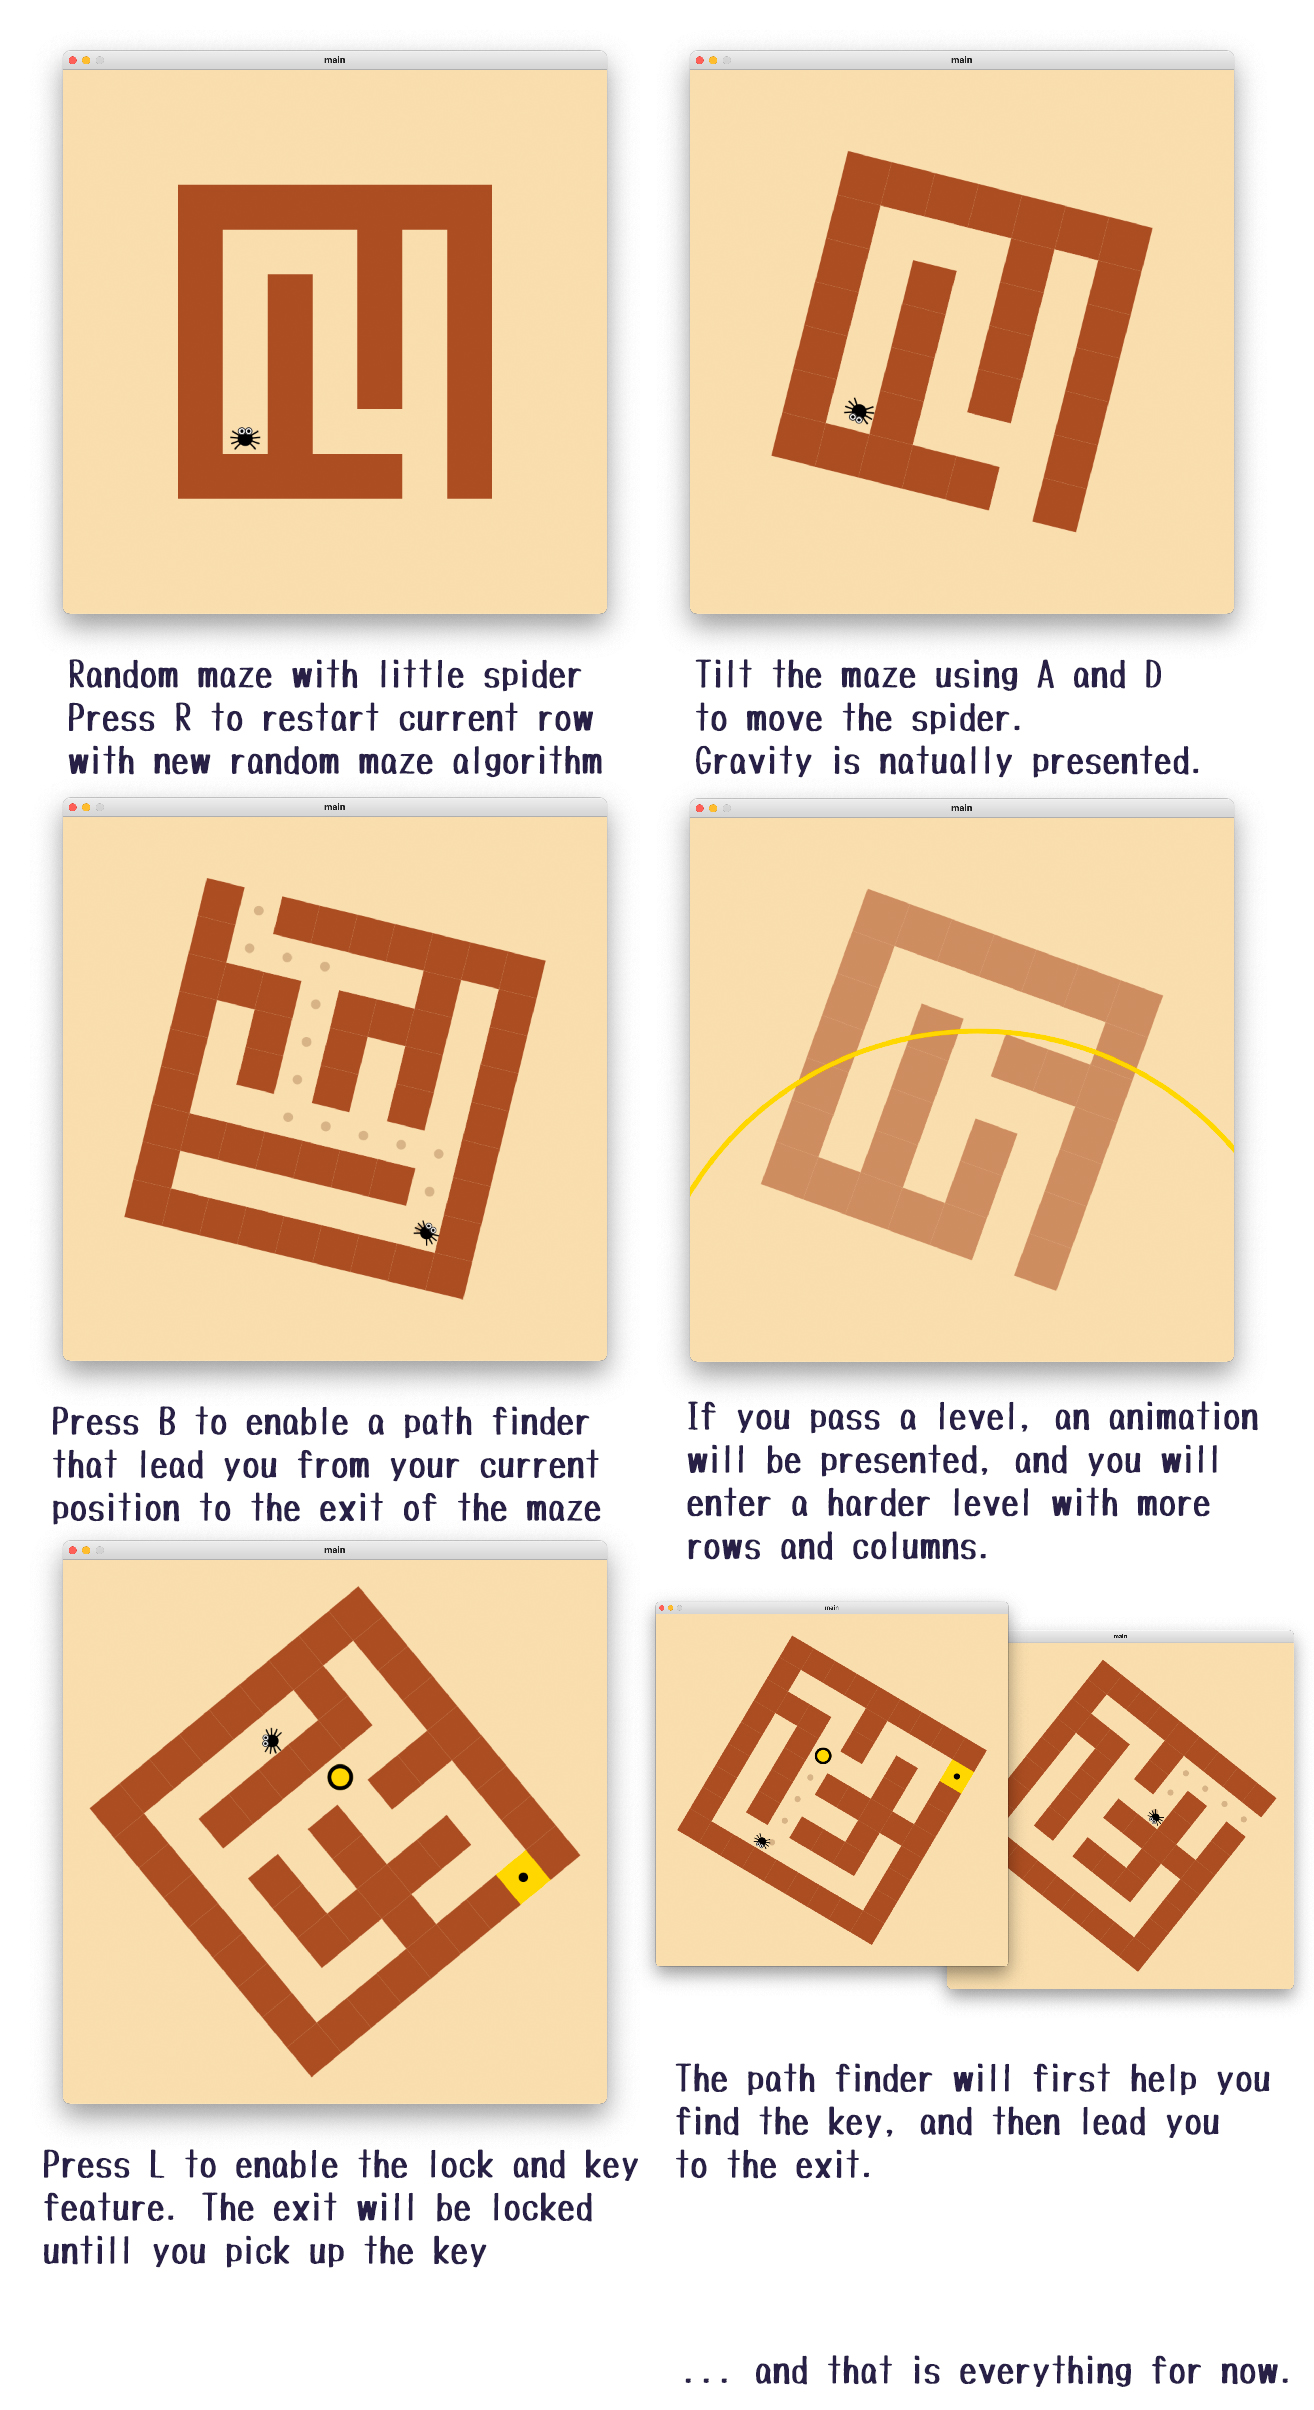 main
main
Random maze with little spider
Press R to restart current row
with new random maze algorithm
Tilt the maze using A and D
to move the spider.
Gravity is natually presented.
main
main
Press B to enable a path finder
that lead you from your current
position to the exit of the maze
If you pass a level, an animation
will be presented, and you will
enter a harder level with more
rows and columns.
main
main
main
Press L to enable the lock and key
feature. The exit will be locked
untill you pick up the key
The path finder will first help you
find the key, and then lead you
to the exit.
... and that is everything for now.